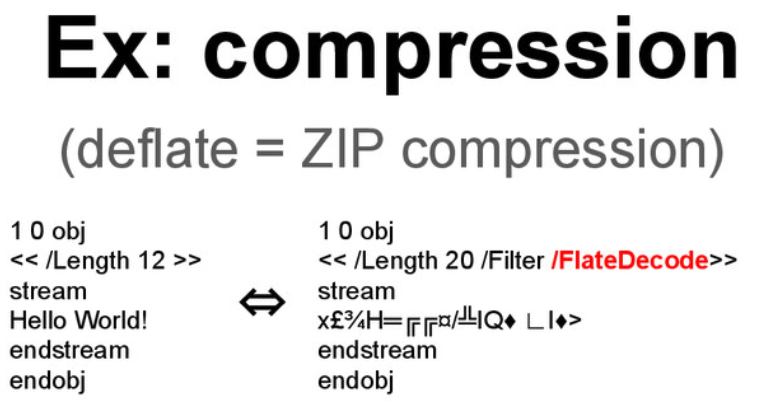 Ex: compression
(deflate = ZIP compression)
1 0 obj
<< /Length 12 >>
stream
Hello World!
endstream
endobj
⇔
1 0 obj
<< /Length 20 /Filter /FlateDecode>>
stream
x£¾H═╔╔¤/╩IQ♦ ∟I♦>
endstream
endobj